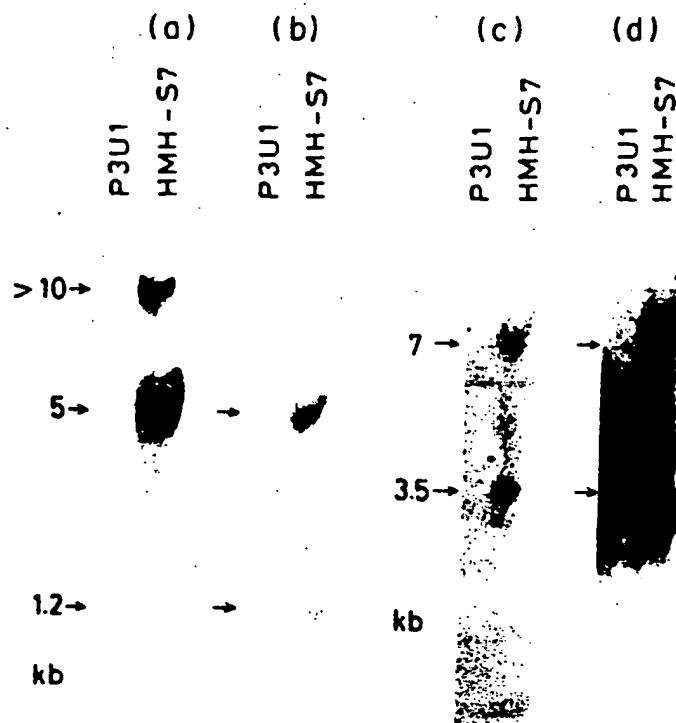 (a) (b) (c) (d)
P3U1 HMH-S7 P3U1 HMH-S7 P3U1 HMH-S7 P3U1 HMH-S7
> 10→
7 → →
5→ →
3.5→ →
1.2→ →
kb
kb